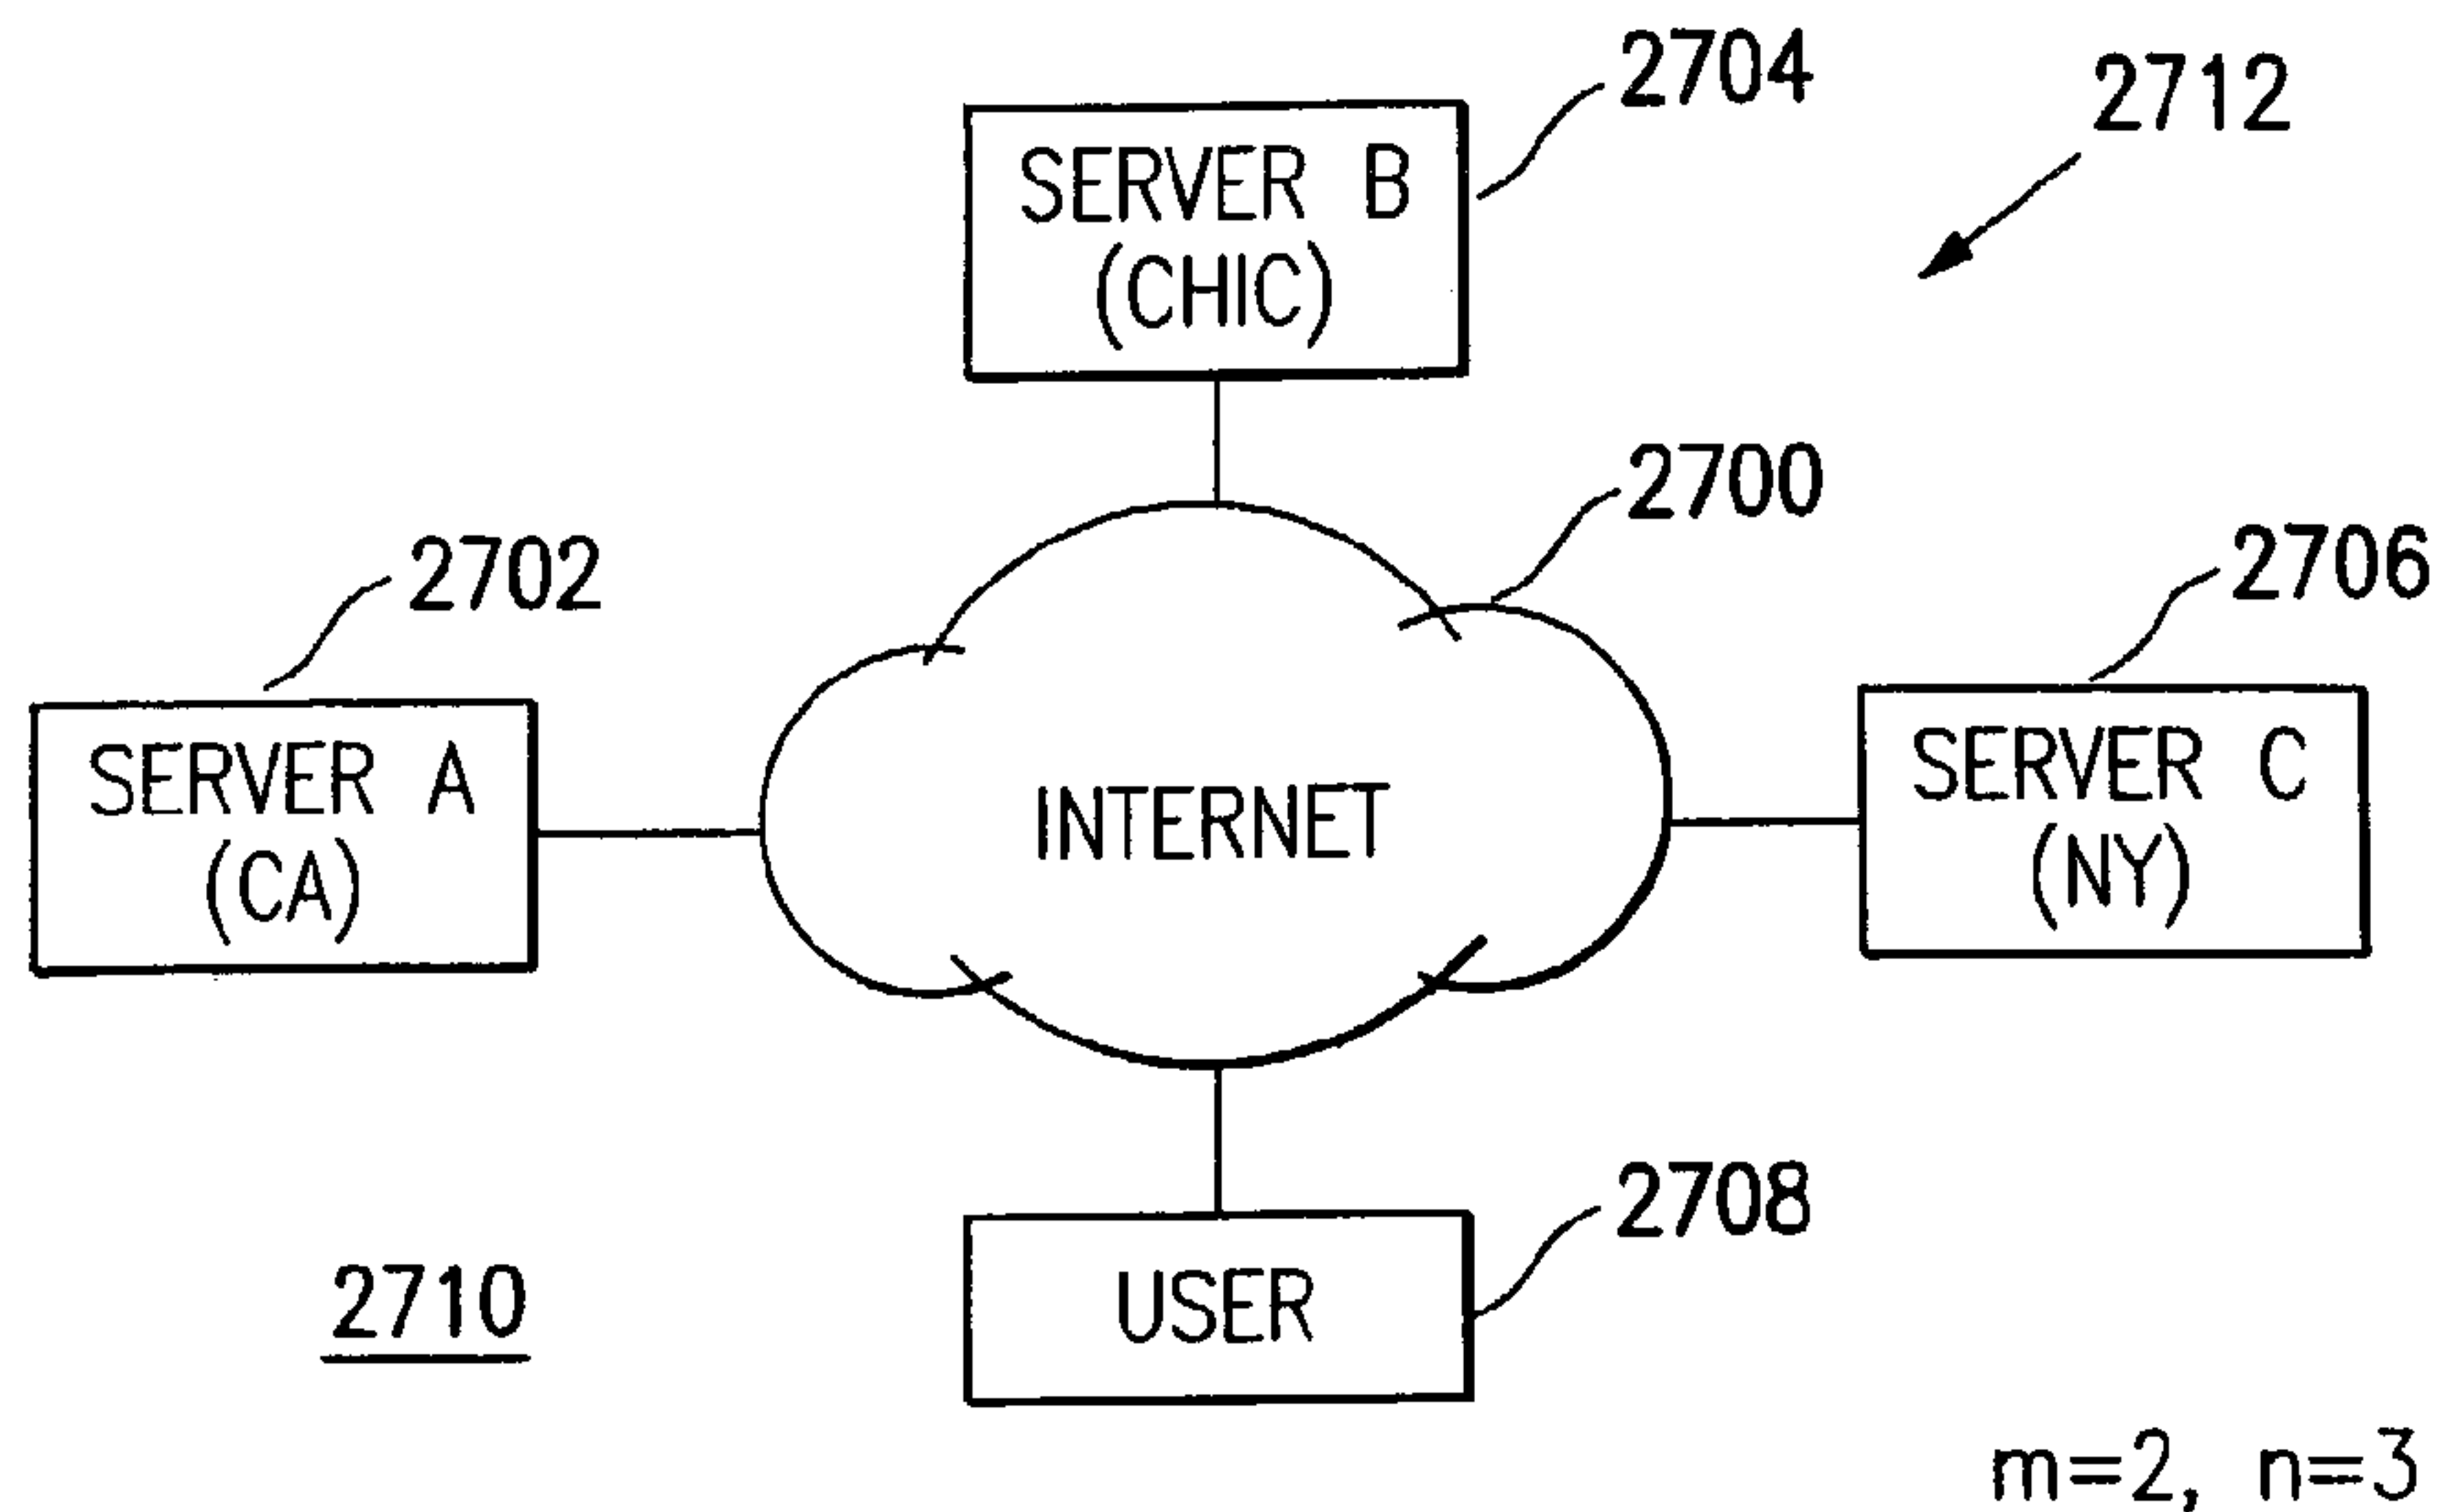 2704
2712
SERVER B
(CHIC)
2700
2702
2706
SERVER A
(CA)
INTERNET
SERVER C
(NY)
2708
2710
USER
m=2, n=3